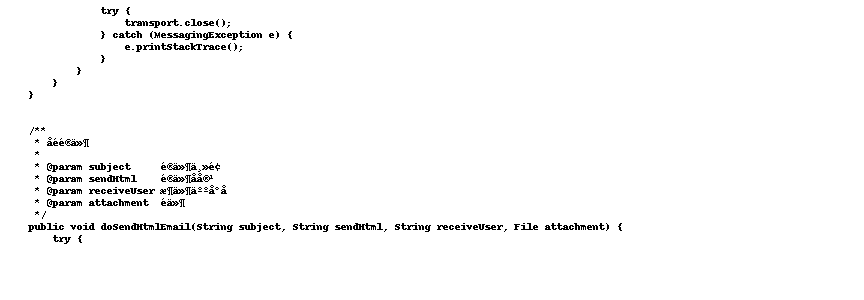 try {
transport.close();
} catch (MessagingException e) {
e.printStackTrace();
}
}
}
}
/**
* åéé®ä»¶
*
* @param subject é®ä»¶ä¸»é¢
* @param sendHtml é®ä»¶åå®¹
* @param receiveUser æ¶ä»¶äººå°å
* @param attachment éä»¶
*/
public void doSendHtmlEmail(String subject, String sendHtml, String receiveUser, File attachment) {
try {